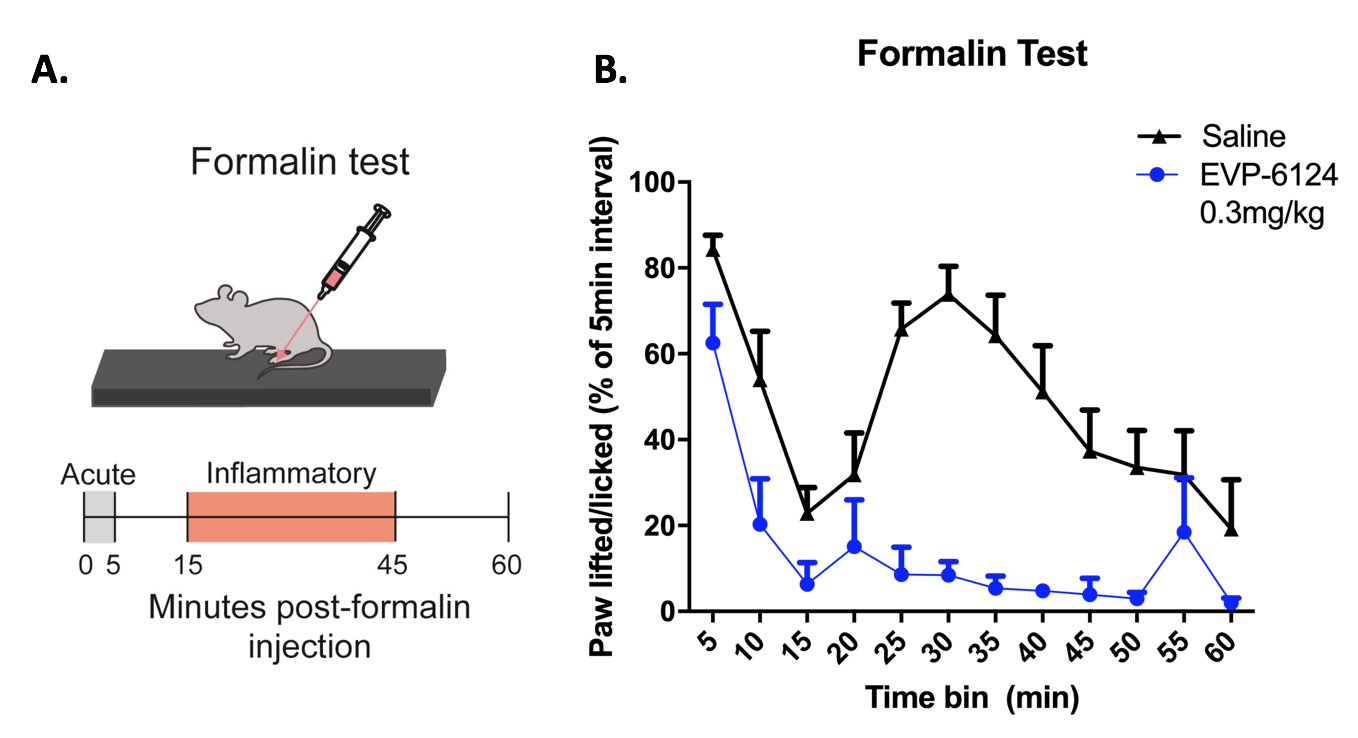 A.
Formalin test
Acute
Inflammatory
0 5 15 45 60
Minutes post-formalin
injection
B.
Formalin Test
Saline
EVP-6124
0.3mg/kg
Paw lifted/licked (% of 5min interval)
100
80
60
40
20
0
5 10 15 20 25 30 35 40 45 50 55 60
Time bin (min)